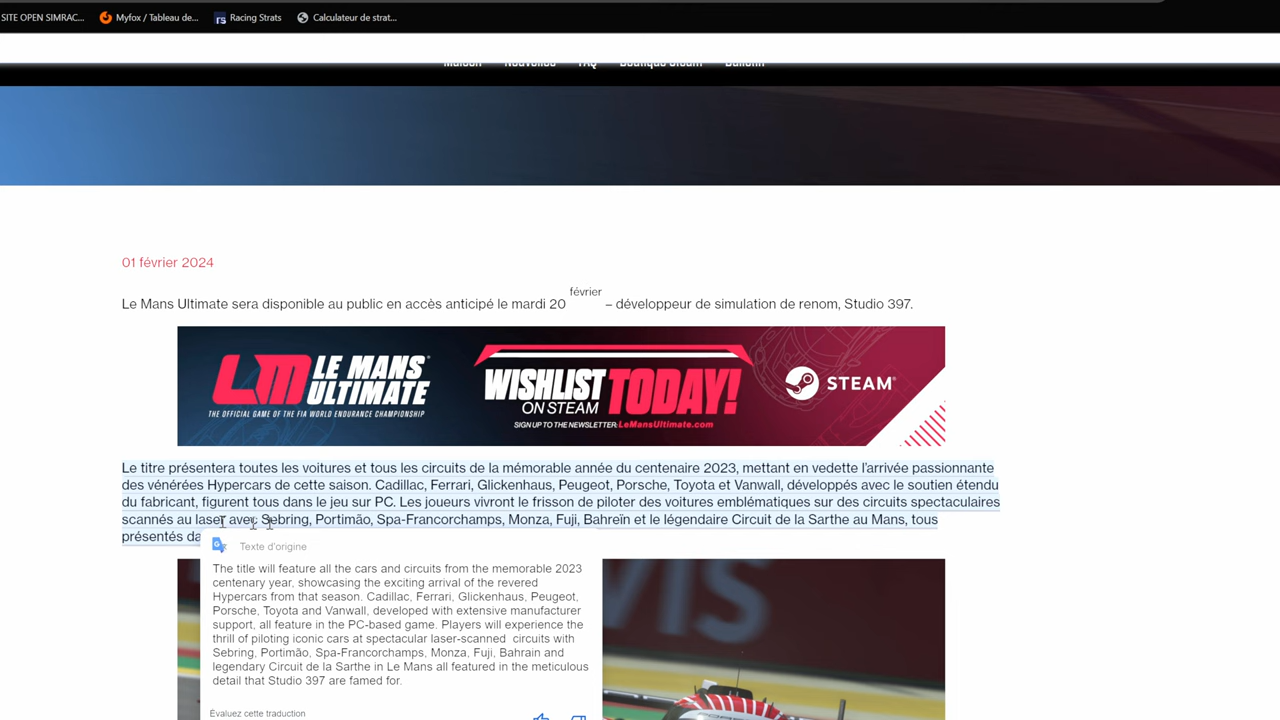 SITE OPEN SIMRAC... Myfox / Tableau de... Racing Strats Calculateur de strat...
Maison Nouvelles FAQ Boutique Steam Bulletin
01 février 2024
Le Mans Ultimate sera disponible au public en accès anticipé le mardi 20 février – développeur de simulation de renom, Studio 397.
LM LE MANS
ULTIMATE
THE OFFICIAL GAME OF THE FIA WORLD ENDURANCE CHAMPIONSHIP
WISHLIST TODAY!
ON STEAM
SIGN UP TO THE NEWSLETTER: LeMansUltimate.com
STEAM
Le titre présentera toutes les voitures et tous les circuits de la mémorable année du centenaire 2023, mettant en vedette l'arrivée passionnante
des vénérées Hypercars de cette saison. Cadillac, Ferrari, Glickenhaus, Peugeot, Porsche, Toyota et Vanwall, développés avec le soutien étendu
du fabricant, figurent tous dans le jeu sur PC. Les joueurs vivront le frisson de piloter des voitures emblématiques sur des circuits spectaculaires
scannés au laser avec Sebring, Portimão, Spa-Francorchamps, Monza, Fuji, Bahreïn et le légendaire Circuit de la Sarthe au Mans, tous
présentés da
Texte d'origine
The title will feature all the cars and circuits from the memorable 2023
centenary year, showcasing the exciting arrival of the revered
Hypercars from that season. Cadillac, Ferrari, Glickenhaus, Peugeot,
Porsche, Toyota and Vanwall, developed with extensive manufacturer
support, all feature in the PC-based game. Players will experience the
thrill of piloting iconic cars at spectacular laser-scanned circuits with
Sebring, Portimão, Spa-Francorchamps, Monza, Fuji, Bahrain and
legendary Circuit de la Sarthe in Le Mans all featured in the meticulous
detail that Studio 397 are famed for.
Évaluez cette traduction